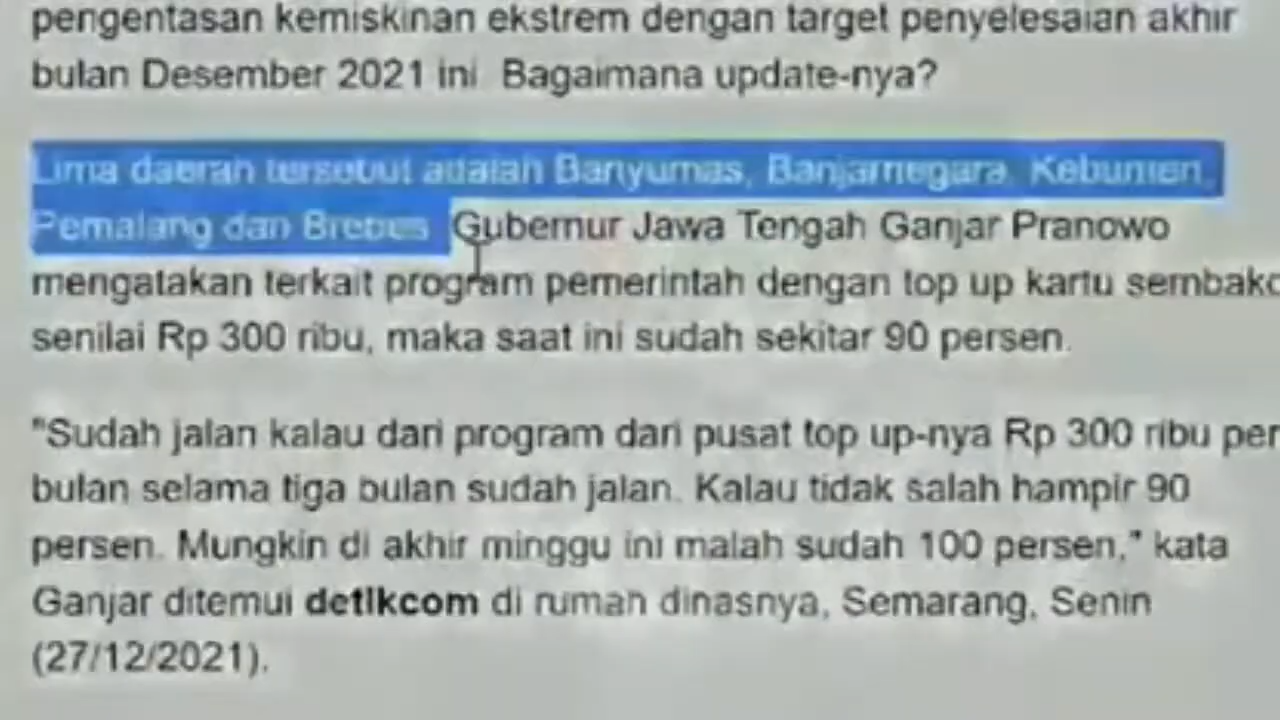 pengentasan kemiskinan ekstrem dengan target penyelesaian akhir
bulan Desember 2021 ini. Bagaimana update-nya?
Lima daerah tersebut adalah Banyumas, Banjarnegara, Kebumen,
Pemalang dan Brebes. Gubernur Jawa Tengah Ganjar Pranowo
mengatakan terkait program pemerintah dengan top up kartu sembako
senilai Rp 300 ribu, maka saat ini sudah sekitar 90 persen.
"Sudah jalan kalau dari program dari pusat top up-nya Rp 300 ribu per
bulan selama tiga bulan sudah jalan. Kalau tidak salah hampir 90
persen. Mungkin di akhir minggu ini malah sudah 100 persen," kata
Ganjar ditemui detikcom di rumah dinasnya, Semarang, Senin
(27/12/2021).